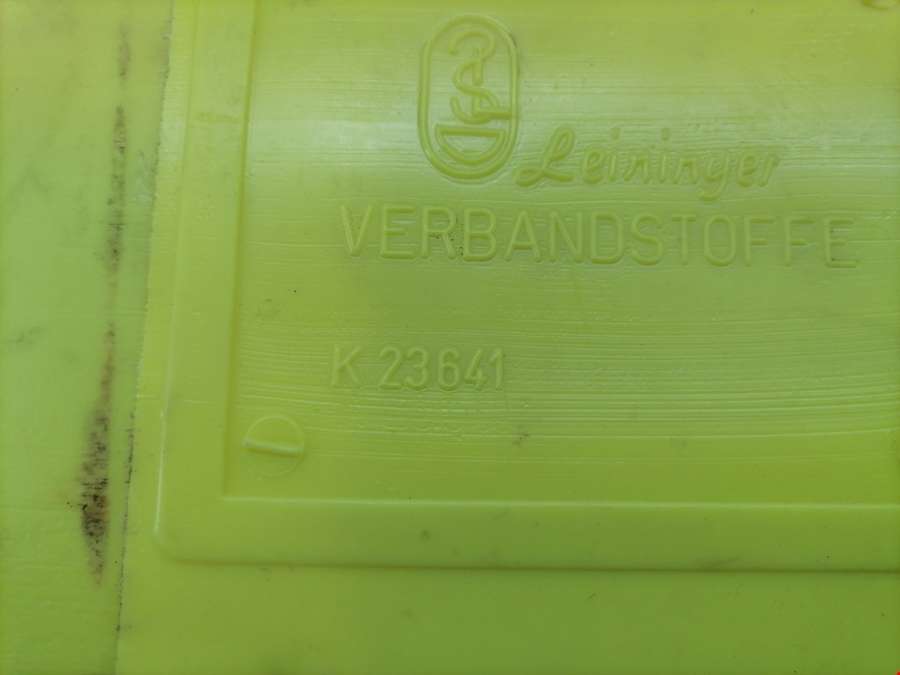 Leininger
VERBANDSTOFFE
K 23641